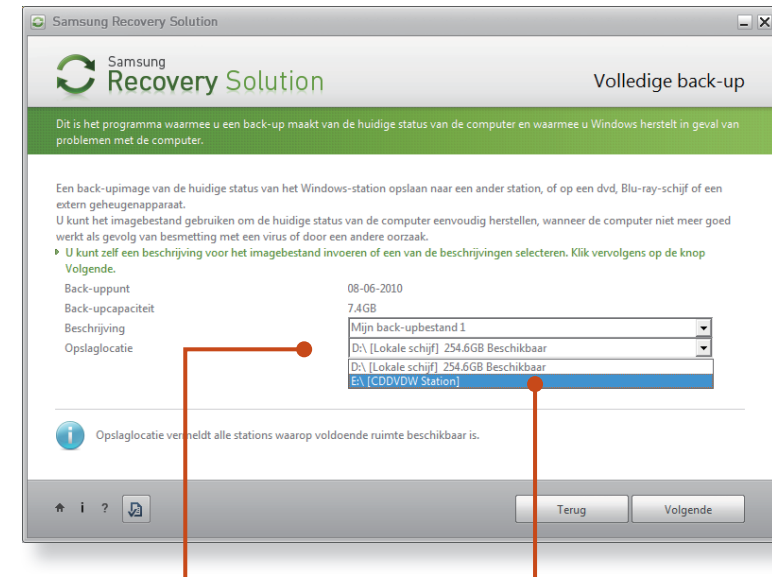 Samsung Recovery Solution
Samsung
Recovery Solution
Volledige back-up
Dit is het programma waarmee u een back-up maakt van de huidige status van de computer en waarmee u Windows herstelt in geval van
problemen met de computer.
Een back-upimage van de huidige status van het Windows-station opslaan naar een ander station, of op een dvd, Blu-ray-schijf of een
extern geheugenapparaat.
U kunt het imagebestand gebruiken om de huidige status van de computer eenvoudig herstellen, wanneer de computer niet meer goed
werkt als gevolg van besmetting met een virus of door een andere oorzaak.
U kunt zelf een beschrijving voor het imagebestand invoeren of een van de beschrijvingen selecteren. Klik vervolgens op de knop
Volgende.
Back-uppunt 08-06-2010
Back-upcapaciteit 7.4GB
Beschrijving Mijn back-upbestand 1
Opslaglocatie D:\ [Lokale schijf] 254.6GB Beschikbaar
D:\ [Lokale schijf] 254.6GB Beschikbaar
E:\ [CDDVDW Station]
Opslaglocatie vermeldt alle stations waarop voldoende ruimte beschikbaar is.
i ? Terug Volgende